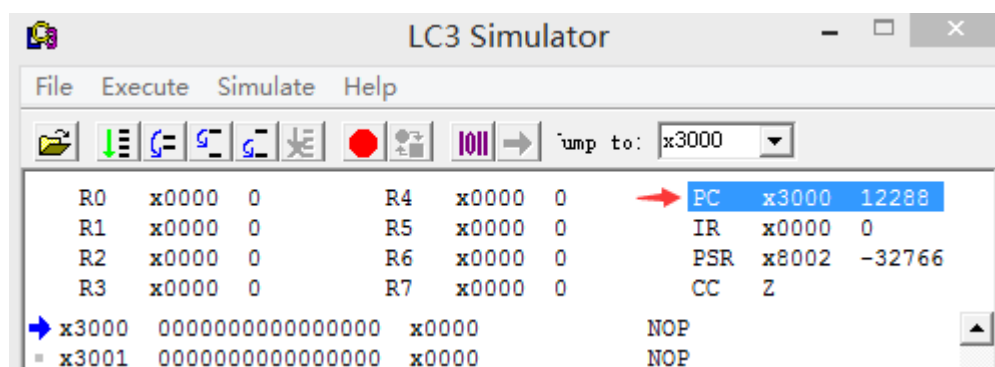 LC3 Simulator
File Execute Simulate Help
Jump to: x3000
R0 x0000 0 R4 x0000 0 PC x3000 12288
R1 x0000 0 R5 x0000 0 IR x0000 0
R2 x0000 0 R6 x0000 0 PSR x8002 -32766
R3 x0000 0 R7 x0000 0 CC Z
x3000 0000000000000000 x0000 NOP
x3001 0000000000000000 x0000 NOP